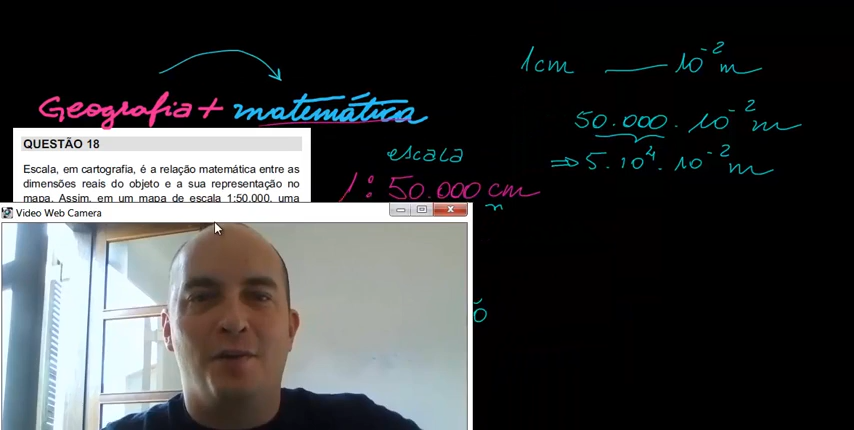 Geografia + matemática
QUESTÃO 18
Escala, em cartografia, é a relação matemática entre as
dimensões reais do objeto e a sua representação no
mapa. Assim, em um mapa de escala 1:50.000, uma
escala
1:50.000 cm
Video Web Camera
1cm — 10⁻² m
50.000 . 10⁻² m
⇒ 5.10⁴ . 10⁻² m